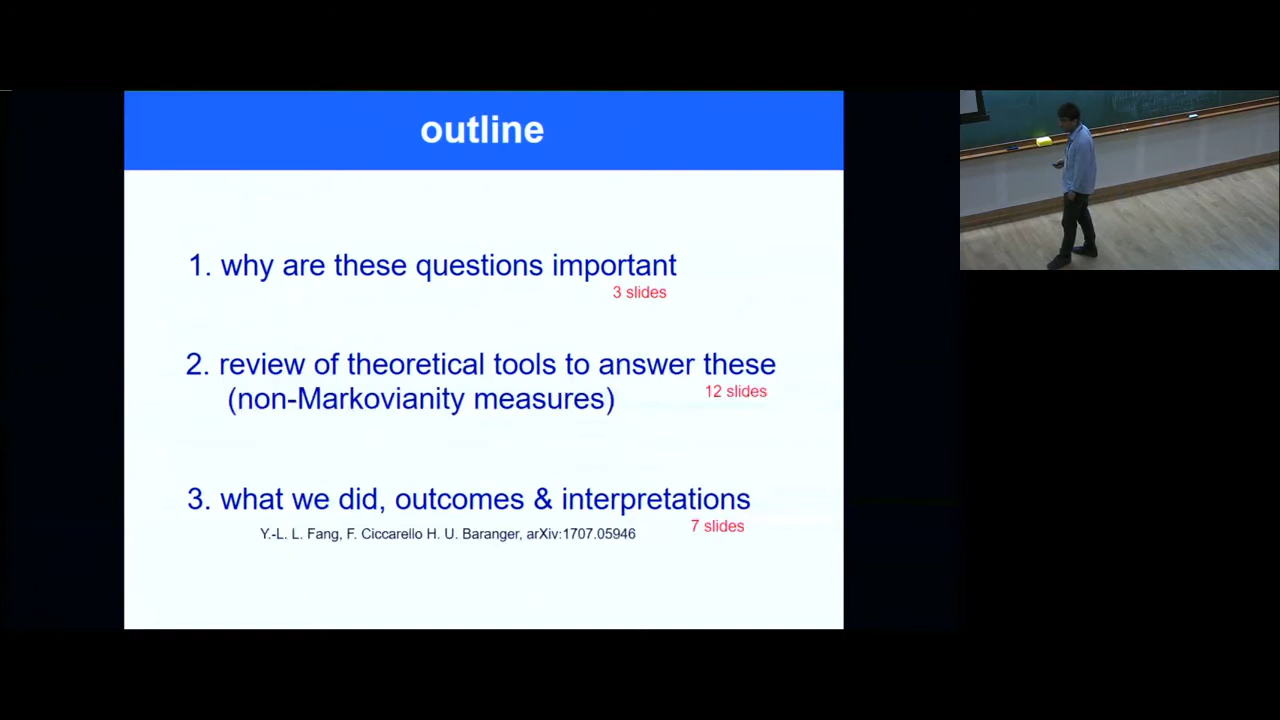 outline
1. why are these questions important
3 slides
2. review of theoretical tools to answer these
(non-Markovianity measures)
12 slides
3. what we did, outcomes & interpretations
7 slides
Y.-L. L. Fang, F. Ciccarello H. U. Baranger, arXiv:1707.05946